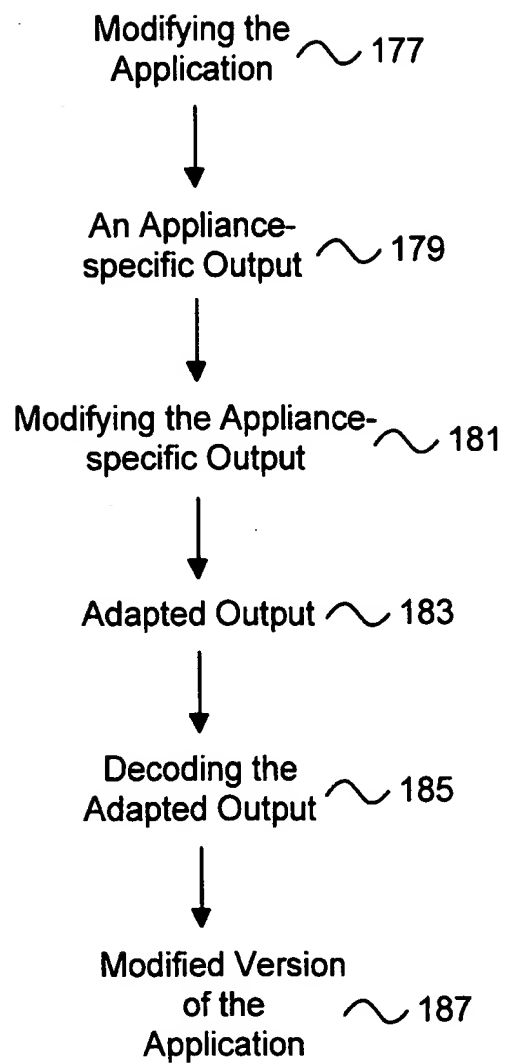 Modifying the
Application 177
An Appliance-
specific Output 179
Modifying the Appliance-
specific Output 181
Adapted Output 183
Decoding the
Adapted Output 185
Modified Version
of the
Application 187